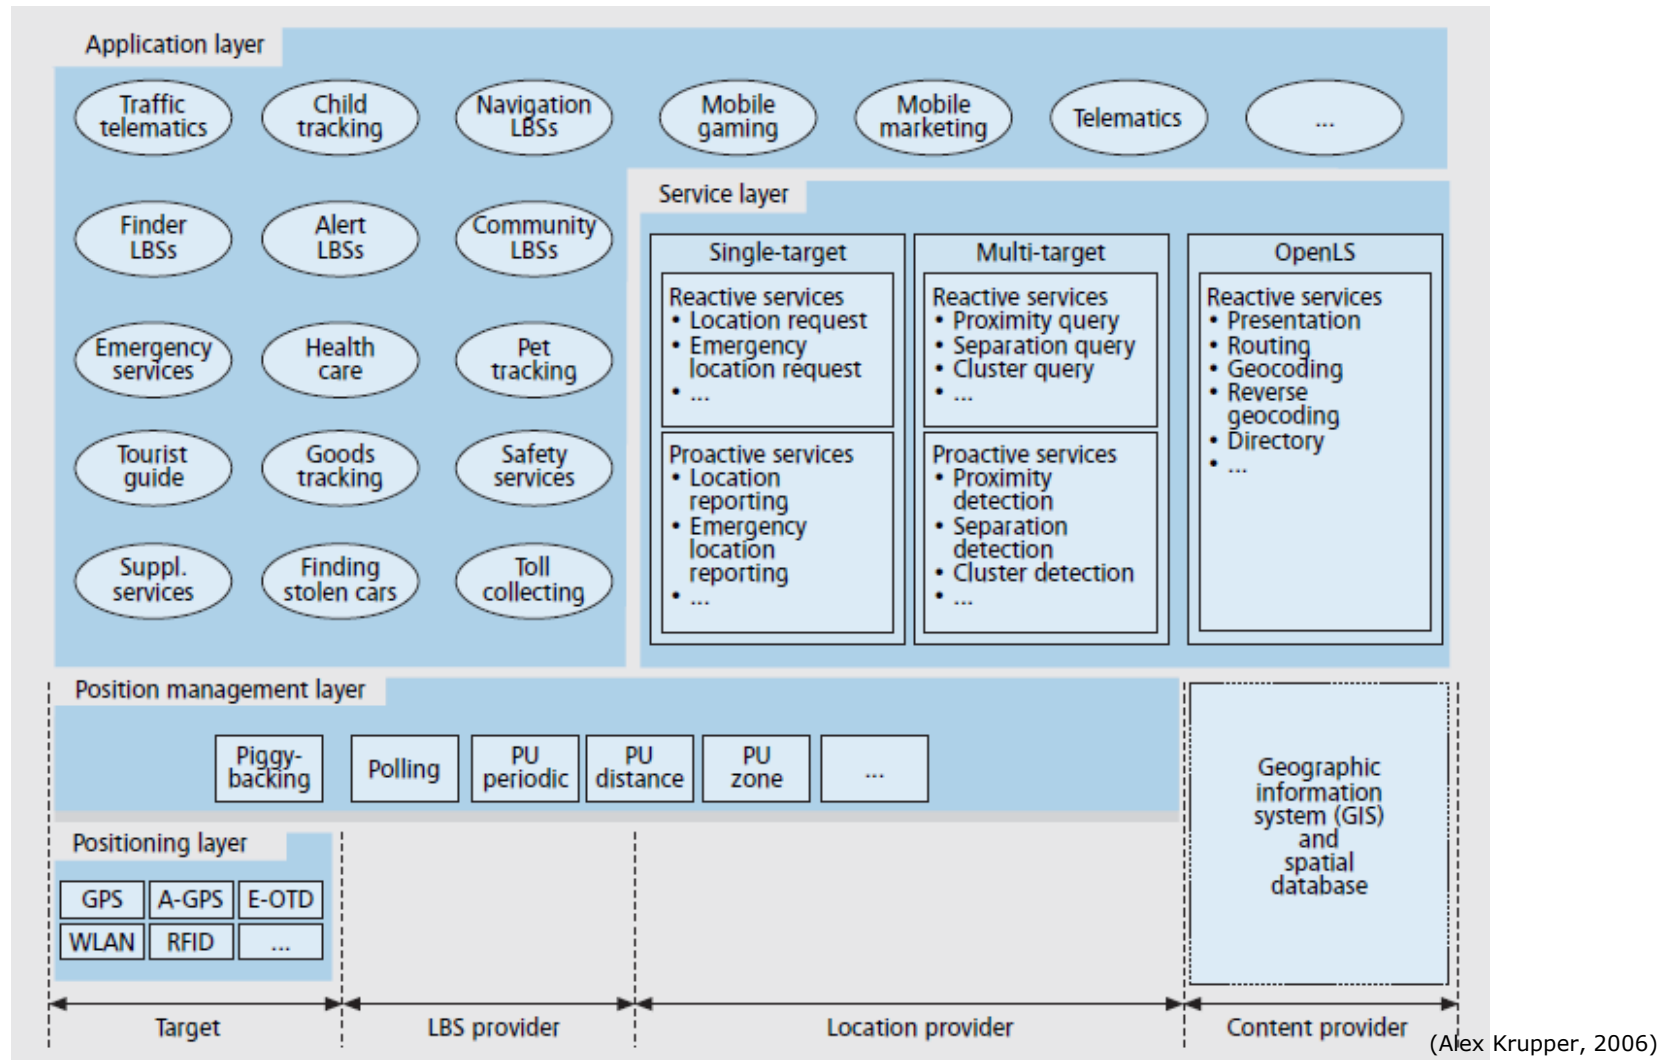 Application layer
Traffic
telematics
Child
tracking
Navigation
LBSs
Mobile
gaming
Mobile
marketing
Telematics
...
Finder
LBSs
Alert
LBSs
Community
LBSs
Emergency
services
Health
care
Pet
tracking
Tourist
guide
Goods
tracking
Safety
services
Suppl.
services
Finding
stolen cars
Toll
collecting
Service layer
Single-target
Reactive services
• Location request
• Emergency
location request
• ...
Proactive services
• Location
reporting
• Emergency
location
reporting
• ...
Multi-target
Reactive services
• Proximity query
• Separation query
• Cluster query
• ...
Proactive services
• Proximity
detection
• Separation
detection
• Cluster detection
• ...
OpenLS
Reactive services
• Presentation
• Routing
• Geocoding
• Reverse
geocoding
• Directory
• ...
Position management layer
Piggy-
backing
Polling
PU
periodic
PU
distance
PU
zone
...
Geographic
information
system (GIS)
and
spatial
database
Positioning layer
GPS
A-GPS
E-OTD
WLAN
RFID
...
Target
LBS provider
Location provider
Content provider
(Alex Krupper, 2006)